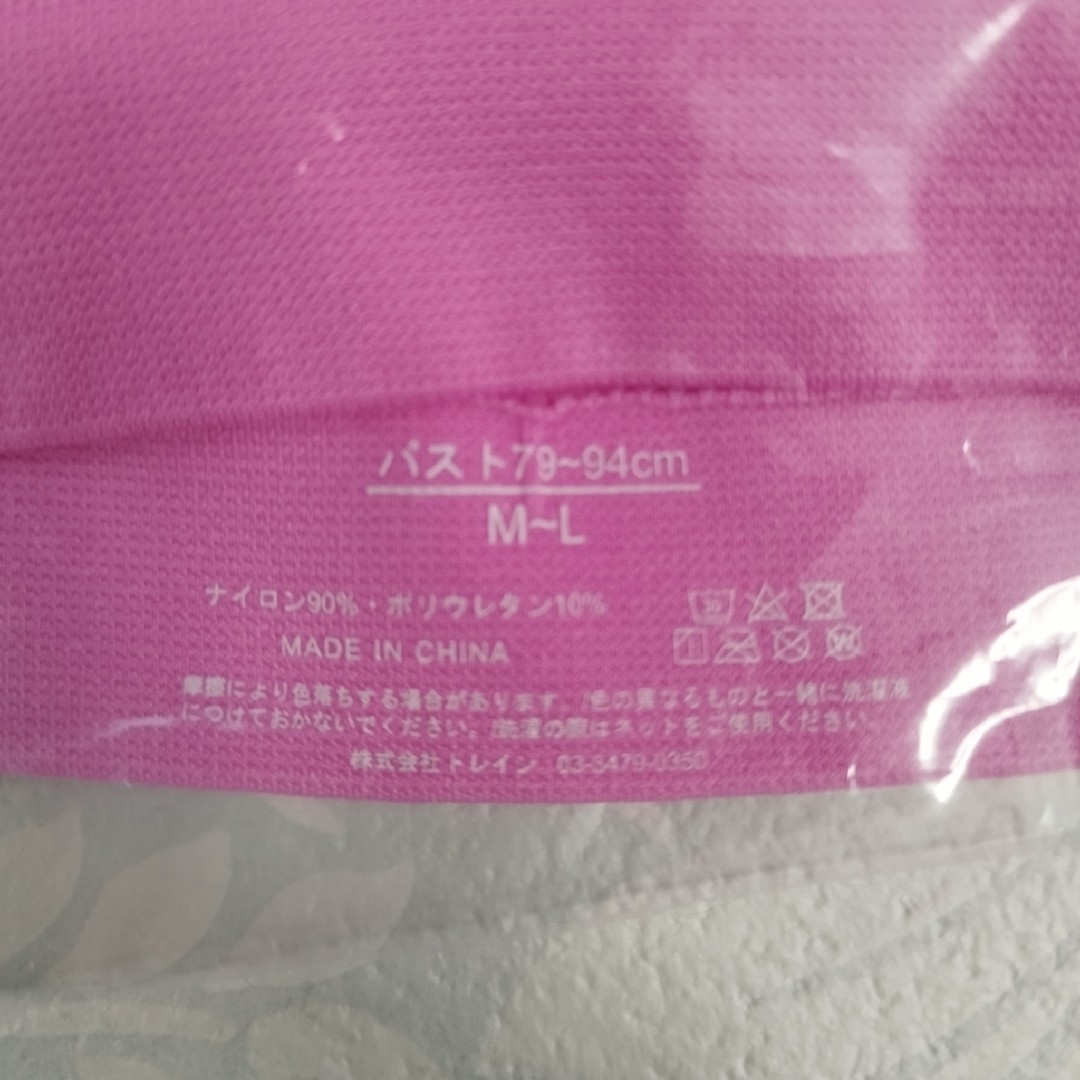 バスト79~94cm
M~L
ナイロン90%・ポリウレタン10%
MADE IN CHINA
摩擦により色落ちする場合があります。/色の異なるものと一緒に洗濯液
につけておかないでください。/洗濯の際はネットをご使用ください。
株式会社トレイン 03-3479-0350